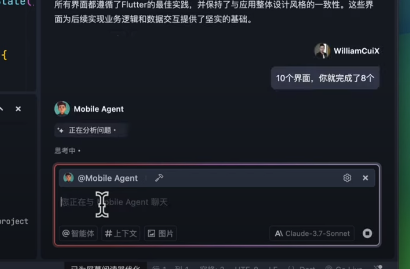 所有界面都遵循了Flutter的最佳实践，并保持了与应用整体设计风格的一致性。这些界
面为后续实现业务逻辑和数据交互提供了坚实的基础。
WilliamCuiX
10个界面，你就完成了8个
Mobile Agent
正在分析问题
思考中
@Mobile Agent
您正在与 Mobile Agent 聊天
@智能体 # 上下文 图片
Claude-3.7-Sonnet
roject